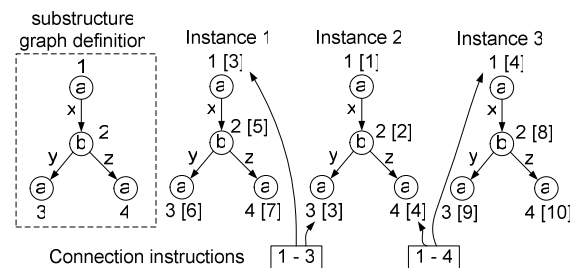 substructure
graph definition
Instance 1
Instance 2
Instance 3
1
1 [3]
1 [1]
1 [4]
a
a
a
a
x
x
x
x
b
2
b
2 [5]
b
2 [2]
b
2 [8]
y
z
y
z
y
z
y
z
a
a
a
a
a
a
a
a
3
4
3 [6]
4 [7]
3 [3]
4 [4]
3 [9]
4 [10]
Connection instructions
1 - 3
1 - 4